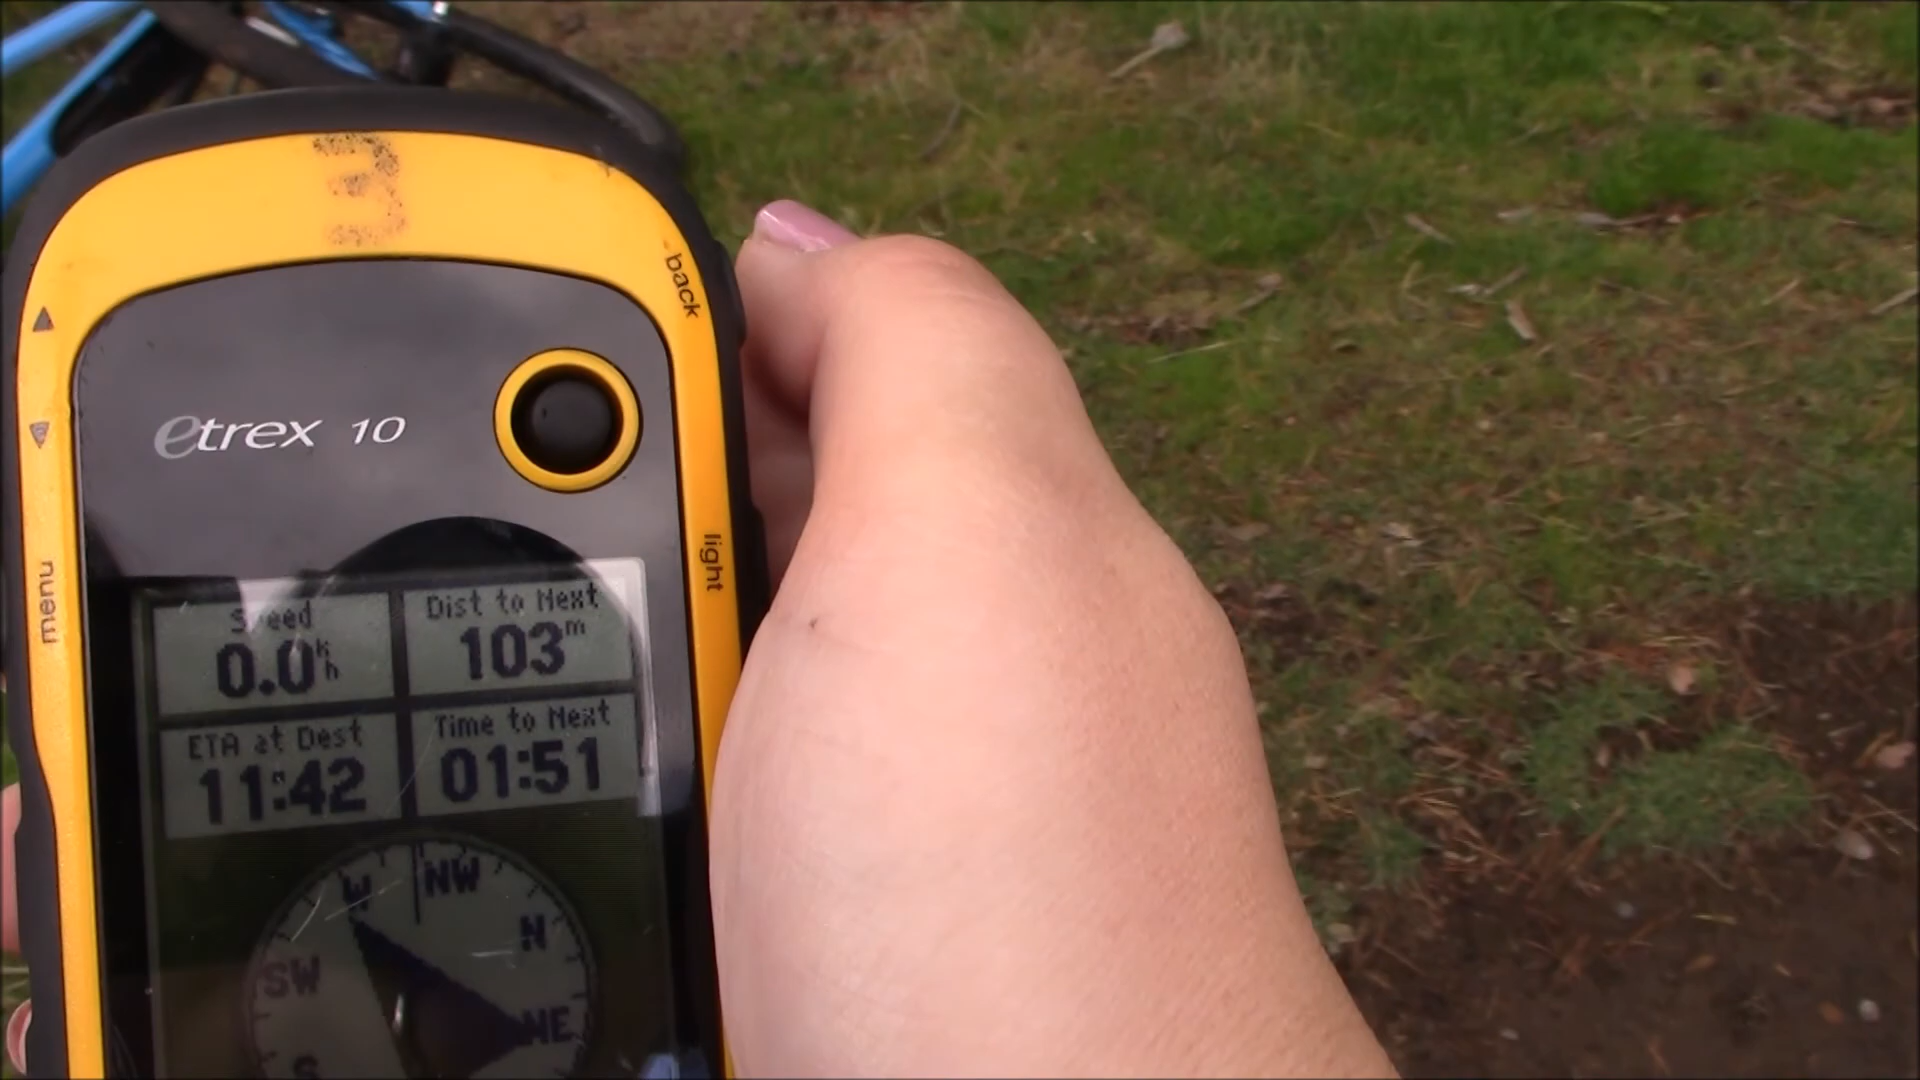 3
back
etrex 10
light
menu
Speed
0.0 k/h
Dist to Next
103 m
ETA at Dest
11:42
Time to Next
01:51
W NW
N
SW
NE
S